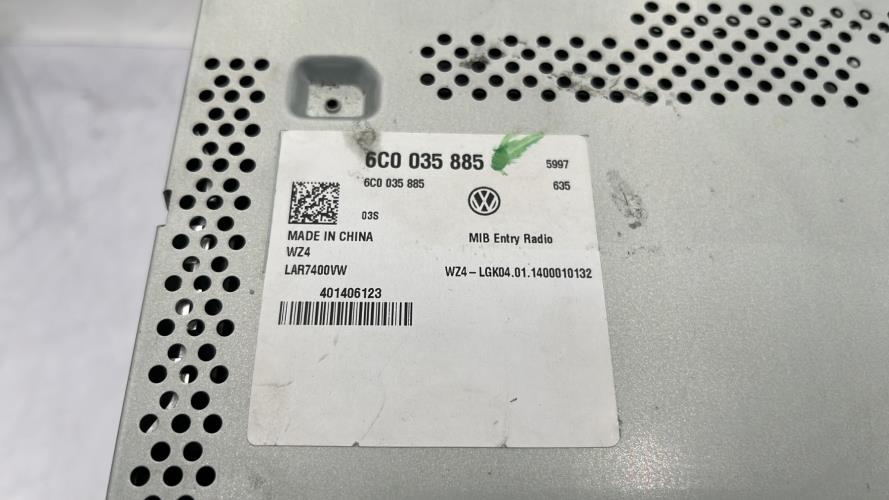 6C0 035 885
5997
6C0 035 885
635
03S
MADE IN CHINA
MIB Entry Radio
WZ4
LAR7400VW
WZ4-LGK04.01.1400010132
401406123